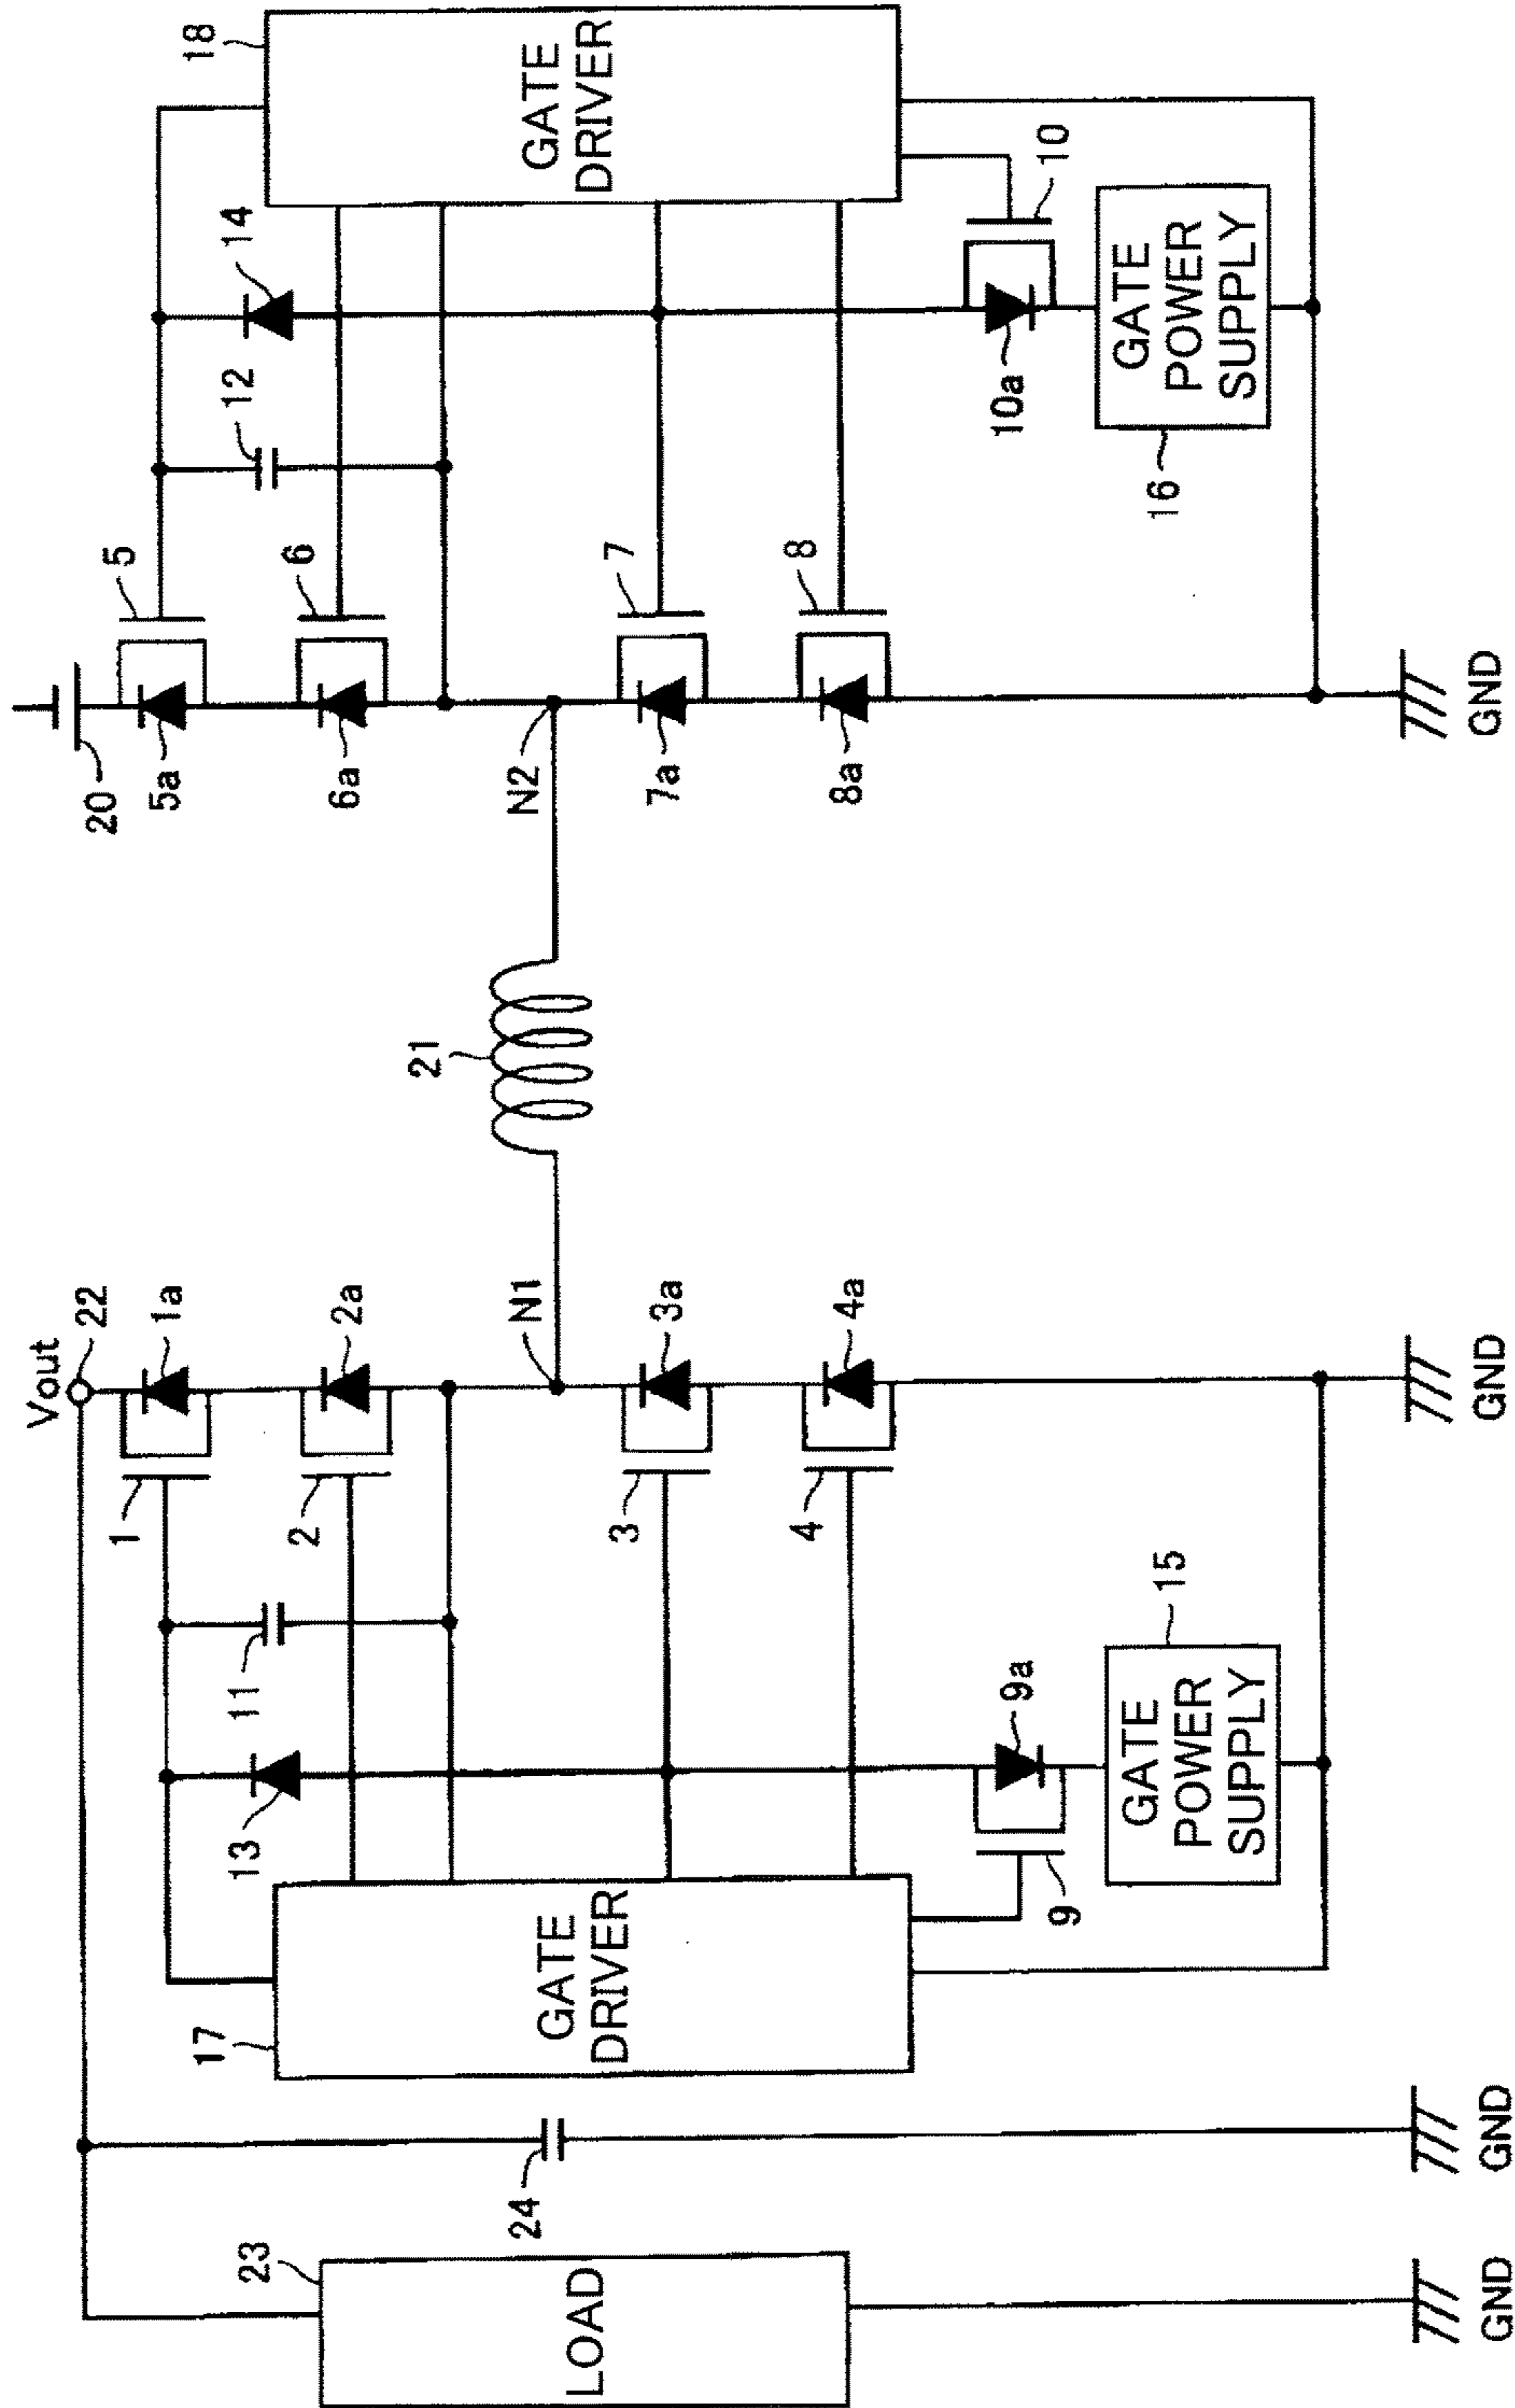 Vout
22
1
1a
2
2a
11
13
17
GATE
DRIVER
N1
3
3a
4
4a
9
9a
15
GATE
POWER
SUPPLY
GND
23
LOAD
24
GND
GND
21
20
5
5a
6
6a
12
14
18
GATE
DRIVER
N2
7
7a
8
8a
10
10a
16
GATE
POWER
SUPPLY
GND